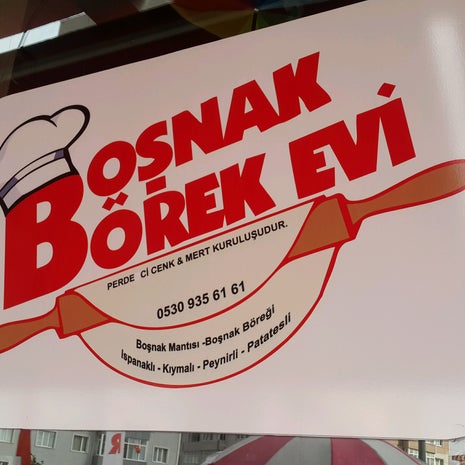 BOŞNAK
BÖREK EVİ
PERDE Cİ CENK & MERT KURULUŞUDUR.
0530 935 61 61
Boşnak Mantısı -Boşnak Böreği
Ispanaklı - Kıymalı - Peynirli - Patatesli